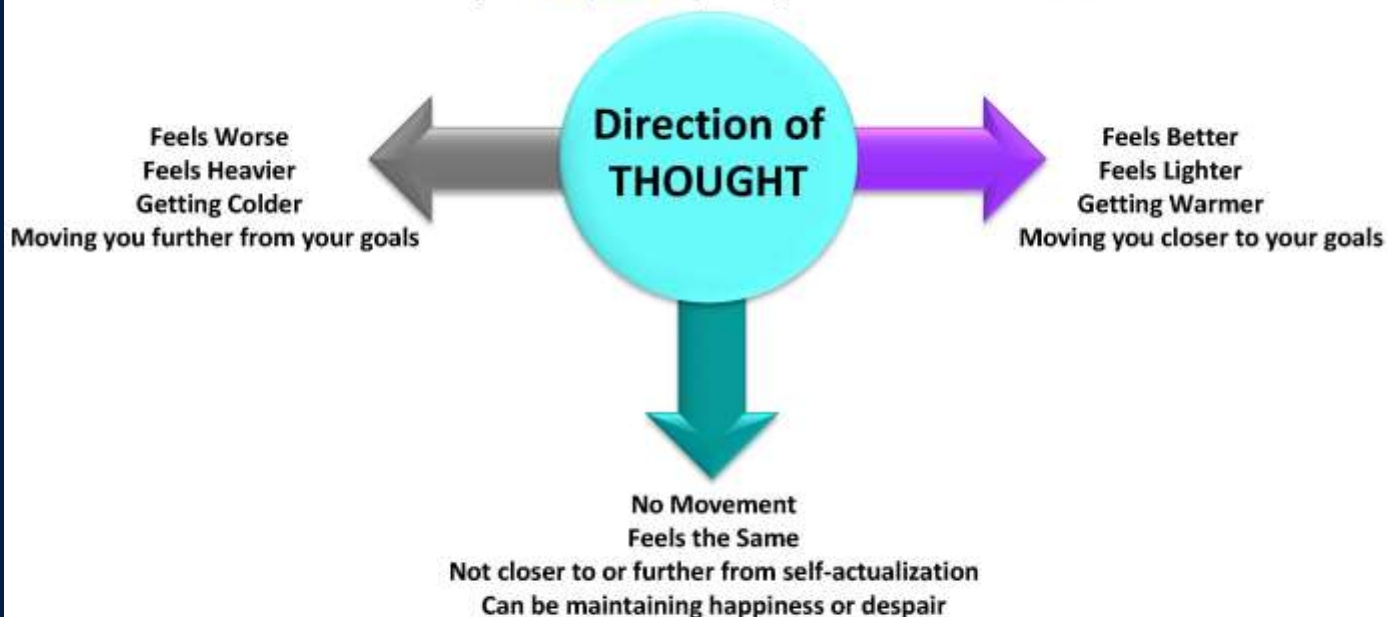 Direction of
THOUGHT
Feels Worse
Feels Heavier
Getting Colder
Moving you further from your goals
Feels Better
Feels Lighter
Getting Warmer
Moving you closer to your goals
No Movement
Feels the Same
Not closer to or further from self-actualization
Can be maintaining happiness or despair